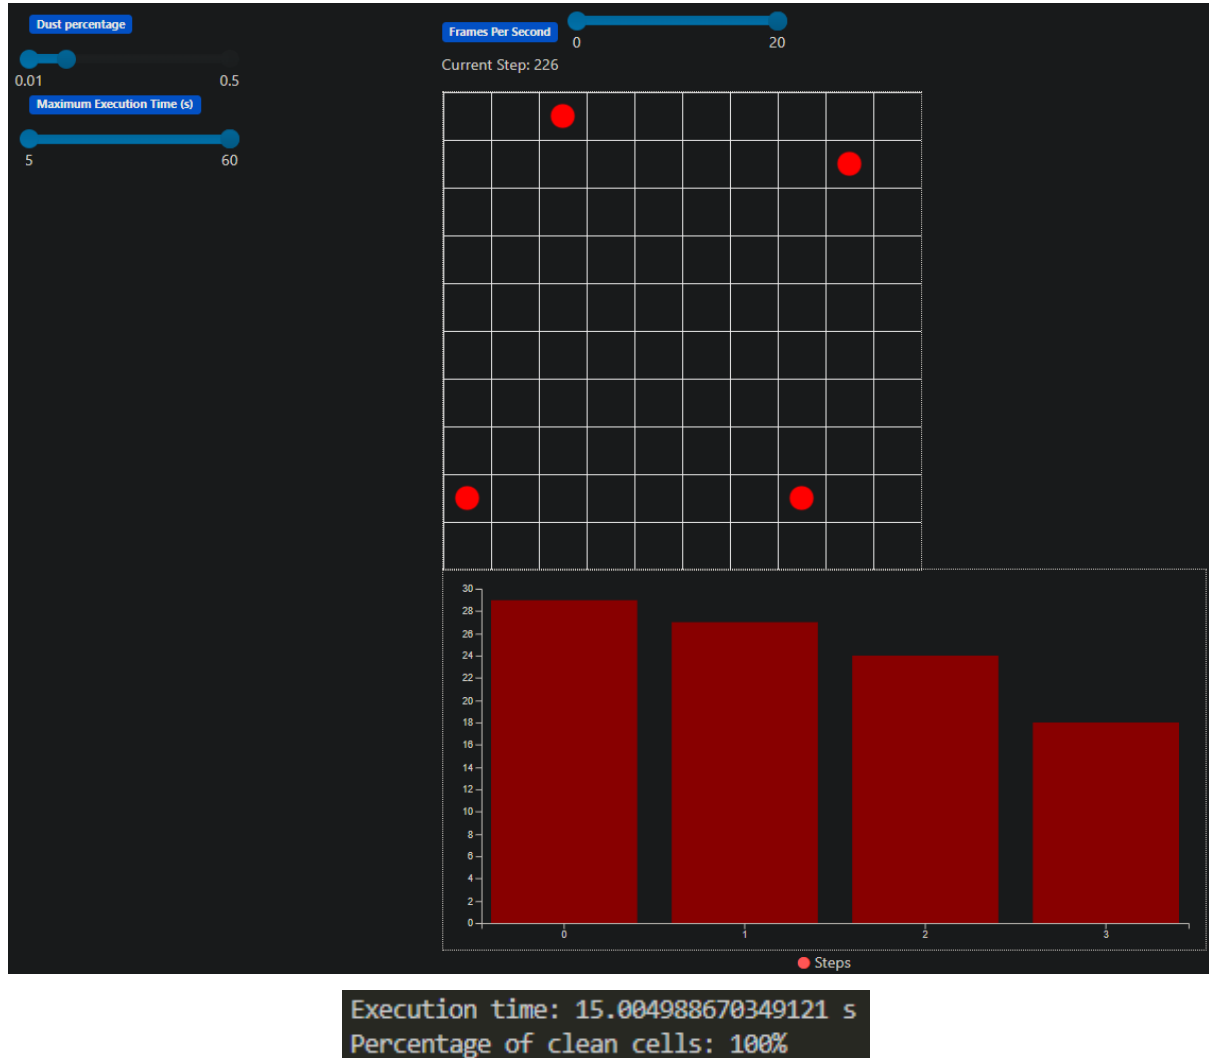 Dust percentage
0.01 0.5
Maximum Execution Time (s)
5 60
Frames Per Second
0 20
Current Step: 226
30
28
26
24
22
20
18
16
14
12
10
8
6
4
2
0
0 1 2 3
Steps
Execution time: 15.004988670349121 s
Percentage of clean cells: 100%